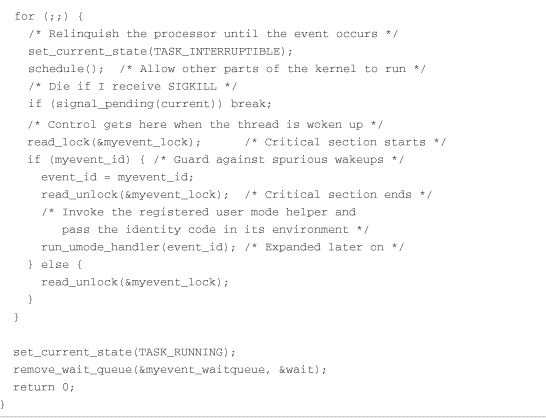 for (;;) {
/* Relinquish the processor until the event occurs */
set_current_state(TASK_INTERRUPTIBLE);
schedule(); /* Allow other parts of the kernel to run */
/* Die if I receive SIGKILL */
if (signal_pending(current)) break;
/* Control gets here when the thread is woken up */
read_lock(&myevent_lock); /* Critical section starts */
if (myevent_id) { /* Guard against spurious wakeups */
event_id = myevent_id;
read_unlock(&myevent_lock); /* Critical section ends */
/* Invoke the registered user mode helper and
pass the identity code in its environment */
run_umode_handler(event_id); /* Expanded later on */
} else {
read_unlock(&myevent_lock);
}
}
set_current_state(TASK_RUNNING);
remove_wait_queue(&myevent_waitqueue, &wait);
return 0;
}